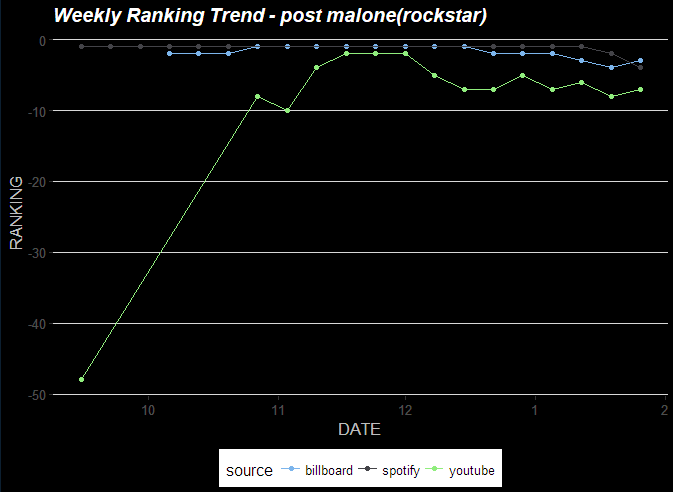 Weekly Ranking Trend - post malone(rockstar)
0
-10
-20
-30
-40
-50
RANKING
10 11 12 1 2
DATE
source billboard spotify youtube